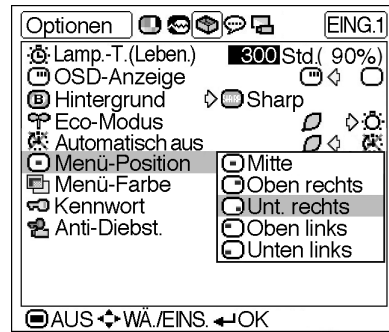 Optionen EING.1
Lamp.-T.(Leben.) 300 Std.( 90%)
OSD-Anzeige
B Hintergrund Sharp
Eco-Modus
Automatisch aus
Menü-Position Mitte
Menü-Farbe Oben rechts
Kennwort Unt. rechts
Anti-Diebst. Oben links
Unten links
AUS WÄ./EINS. OK